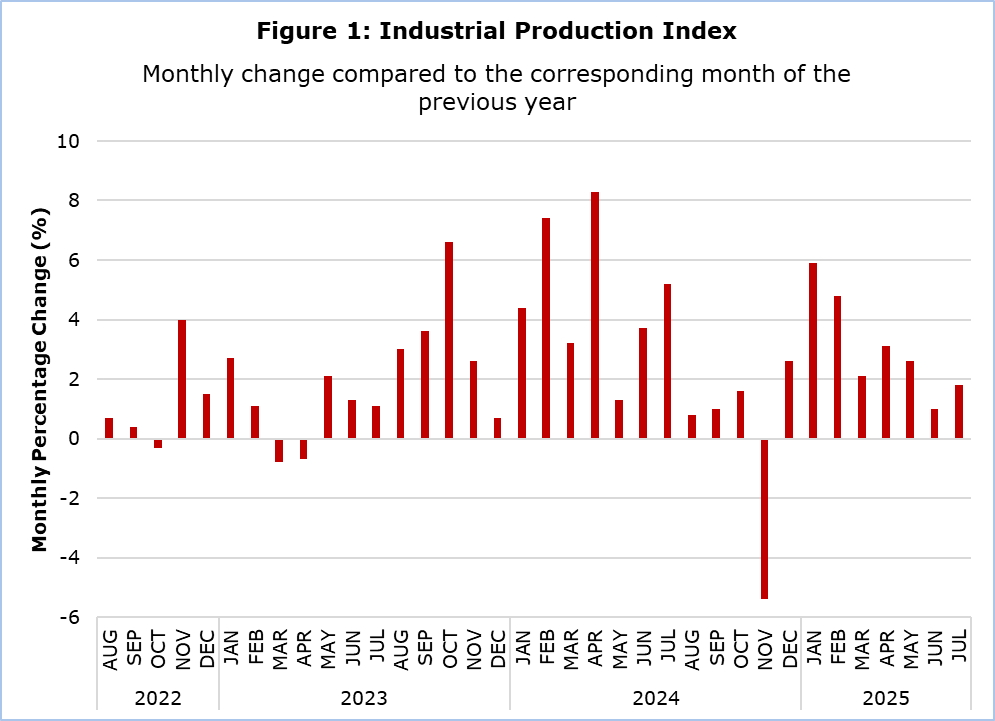 Figure 1: Industrial Production Index
Monthly change compared to the corresponding month of the
previous year
Monthly Percentage Change (%)
10
8
6
4
2
0
-2
-4
-6
AUG SEP OCT NOV DEC JAN FEB MAR APR MAY JUN JUL AUG SEP OCT NOV DEC JAN FEB MAR APR MAY JUN JUL AUG SEP OCT NOV DEC JAN FEB MAR APR MAY JUN JUL
2022 2023 2024 2025